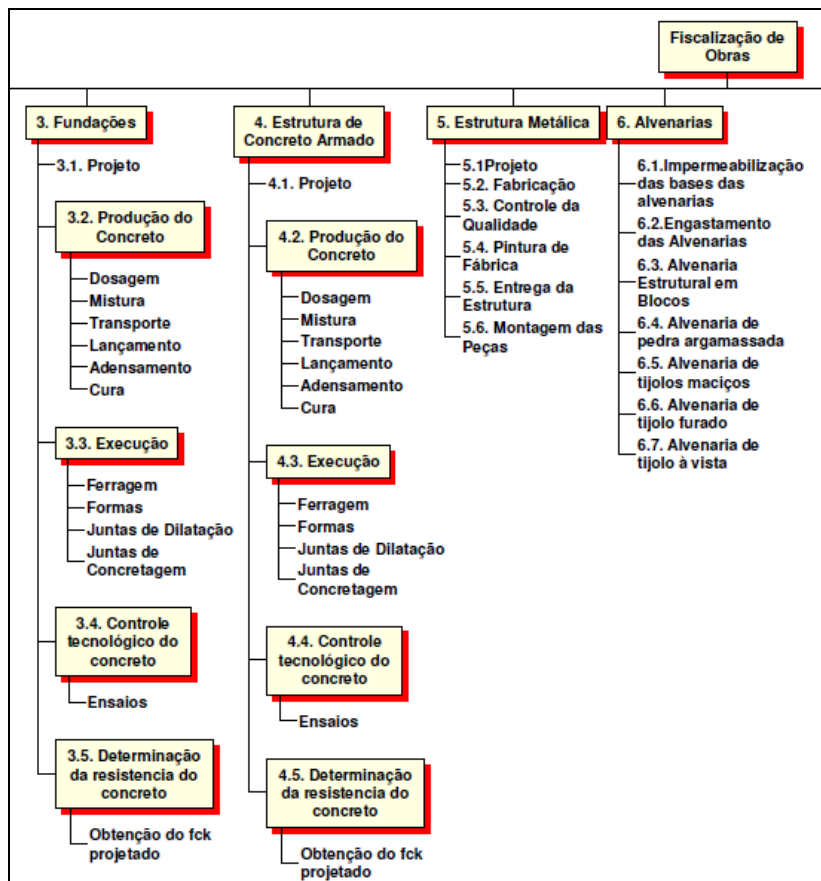 Fiscalização de
Obras
3. Fundações
3.1. Projeto
3.2. Produção do
Concreto
Dosagem
Mistura
Transporte
Lançamento
Adensamento
Cura
3.3. Execução
Ferragem
Formas
Juntas de Dilatação
Juntas de
Concretagem
3.4. Controle
tecnológico do
concreto
Ensaios
3.5. Determinação
da resistencia do
concreto
Obtenção do fck
projetado
4. Estrutura de
Concreto Armado
4.1. Projeto
4.2. Produção do
Concreto
Dosagem
Mistura
Transporte
Lançamento
Adensamento
Cura
4.3. Execução
Ferragem
Formas
Juntas de Dilatação
Juntas de
Concretagem
4.4. Controle
tecnológico do
concreto
Ensaios
4.5. Determinação
da resistencia do
concreto
Obtenção do fck
projetado
5. Estrutura Metálica
5.1Projeto
5.2. Fabricação
5.3. Controle da
Qualidade
5.4. Pintura de
Fábrica
5.5. Entrega da
Estrutura
5.6. Montagem das
Peças
6. Alvenarias
6.1.Impermeabilização
das bases das
alvenarias
6.2.Engastamento
das Alvenarias
6.3. Alvenaria
Estrutural em
Blocos
6.4. Alvenaria de
pedra argamassada
6.5. Alvenaria de
tijolos maciços
6.6. Alvenaria de
tijolo furado
6.7. Alvenaria de
tijolo à vista